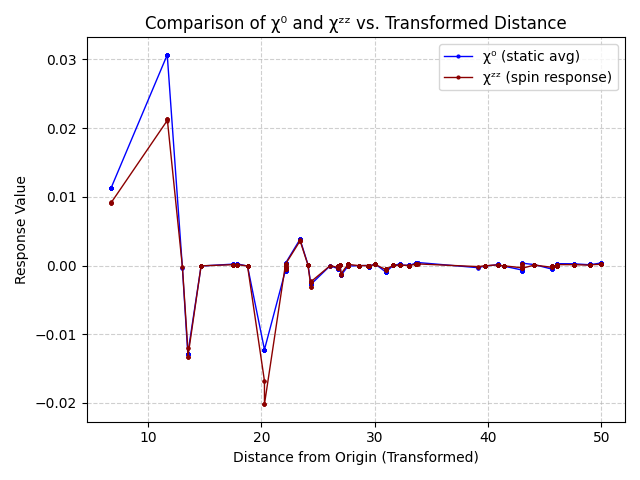 Comparison of χ⁰ and χᶻᶻ vs. Transformed Distance
χ⁰ (static avg)
χᶻᶻ (spin response)
Response Value
0.03
0.02
0.01
0.00
−0.01
−0.02
10
20
30
40
50
Distance from Origin (Transformed)